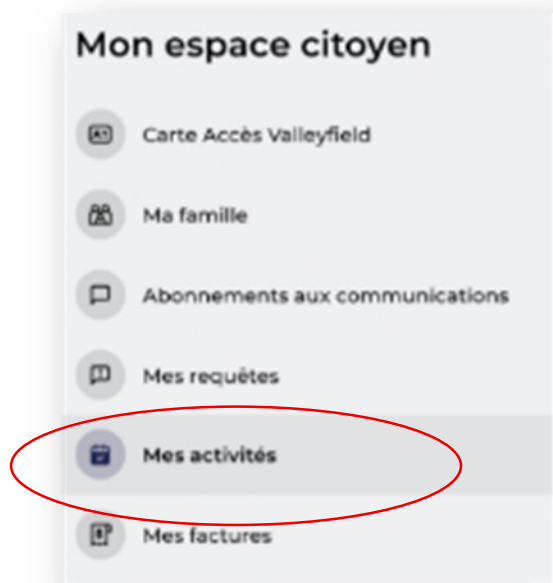 Mon espace citoyen
Carte Accès Valleyfield
Ma famille
Abonnements aux communications
Mes requêtes
Mes activités
Mes factures